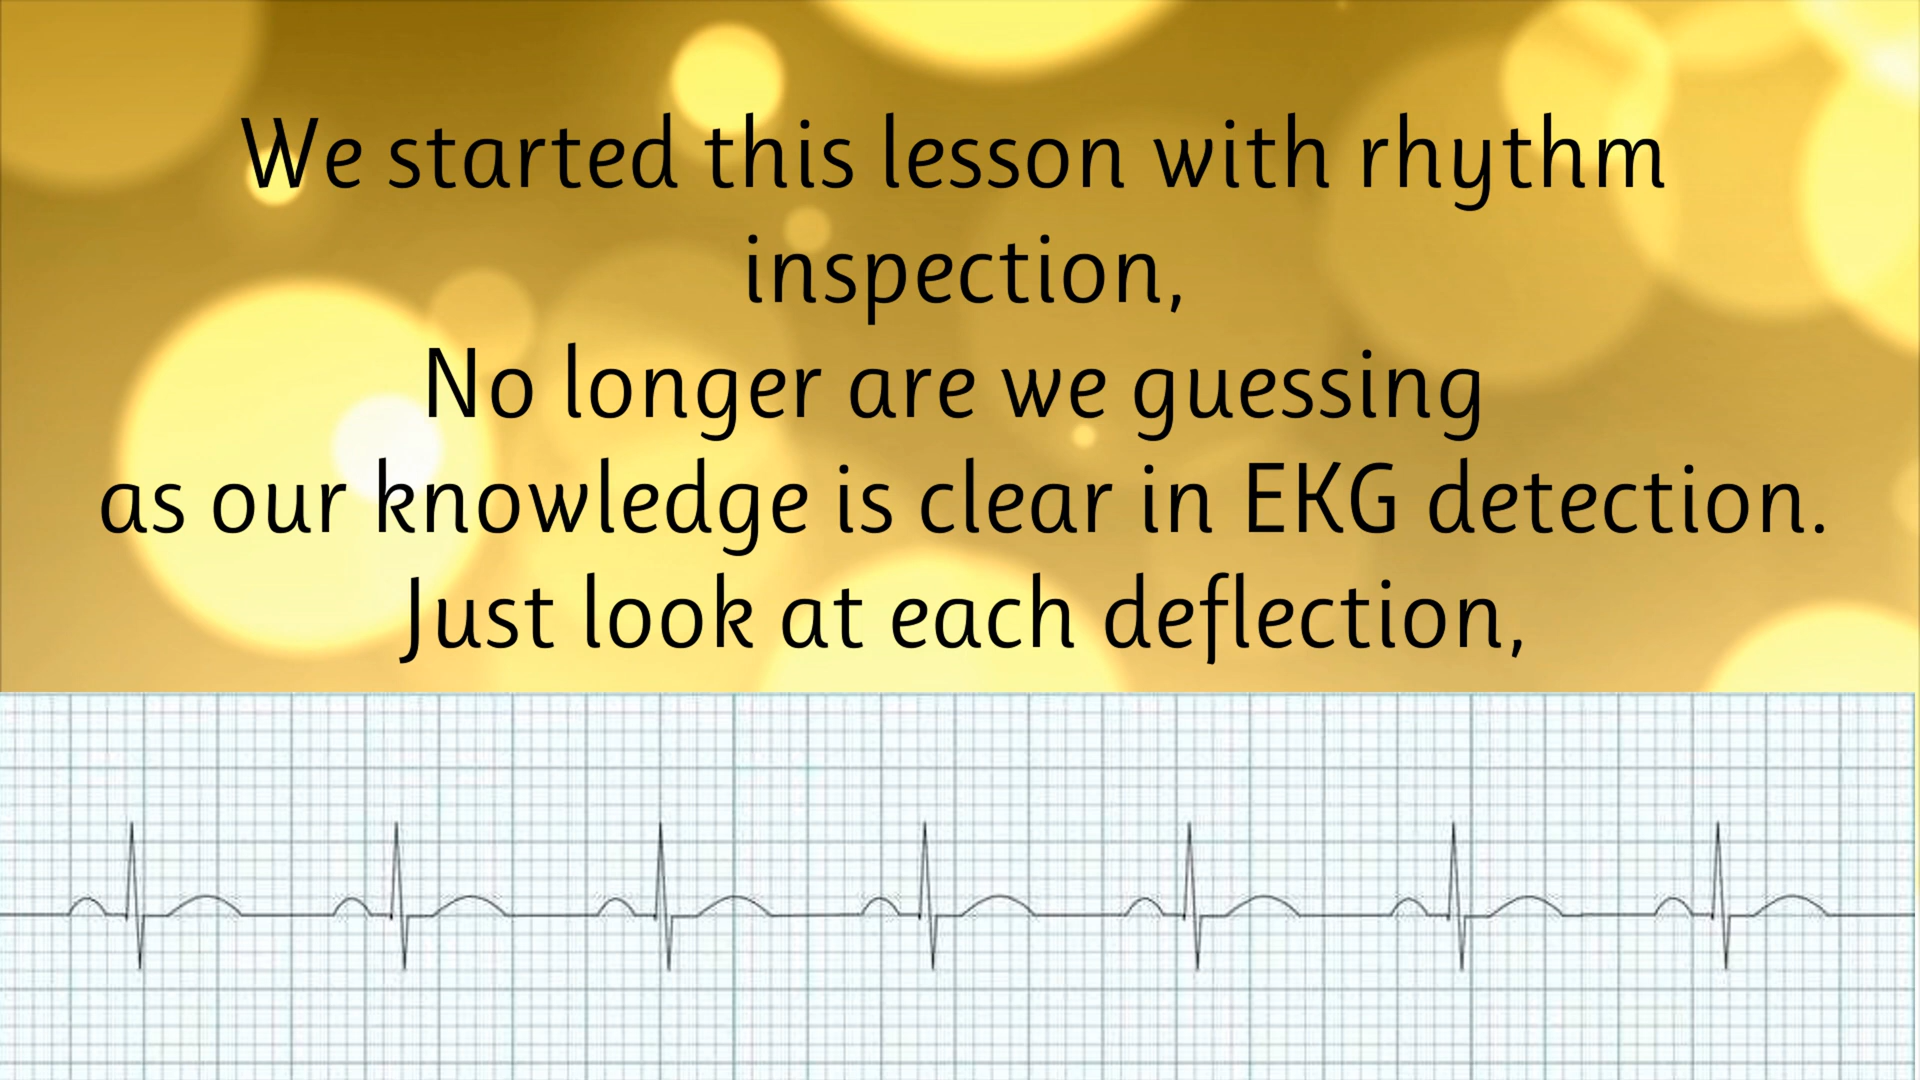 We started this lesson with rhythm
inspection,
No longer are we guessing
as our knowledge is clear in EKG detection.
Just look at each deflection,